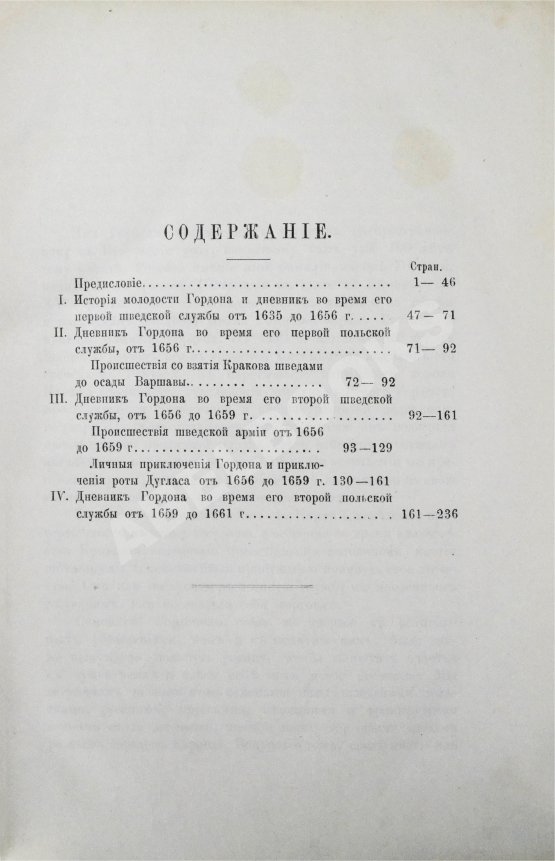 СОДЕРЖАНІЕ.
Стран.
Предисловіе........................ ................ 1— 46
I. Исторія молодости Гордона и дневникъ во время его
первой шведской службы отъ 1635 до 1656 г. ..... 47— 71
II. Дневникъ Гордона во время его первой польской
службы, отъ 1656 г................................ 71— 92
Происшествія со взятія Кракова шведами
до осады Варшавы.. .............. 72— 92
III. Дневникъ Гордона во время его второй шведской
службы, отъ 1656 до 1659 г. .................... 92—161
Происшествія шведской арміи отъ 1656
до 1659 г........................... 93—129
Личныя приключенія Гордона и приклю-
ченія роты Дугласа отъ 1656 до 1659 г. 130—161
IV. Дневникъ Гордона во время его второй польской
службы отъ 1659 до 1661 г........................ 161—236